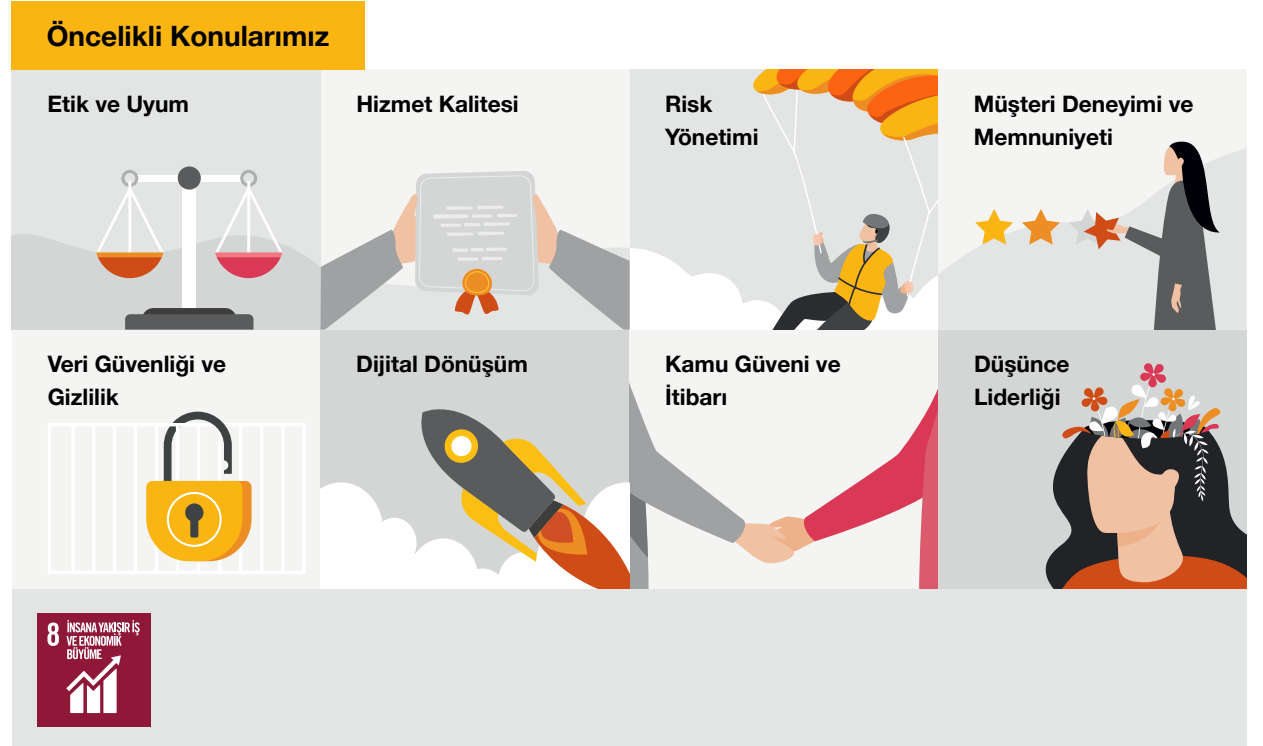 Öncelikli Konularımız
Etik ve Uyum
Hizmet Kalitesi
Risk
Yönetimi
Müşteri Deneyimi ve
Memnuniyeti
Veri Güvenliği ve
Gizlilik
Dijital Dönüşüm
Kamu Güveni ve
İtibarı
Düşünce
Liderliği
8 İNSANA YAKIŞIR İŞ
VE EKONOMİK
BÜYÜME